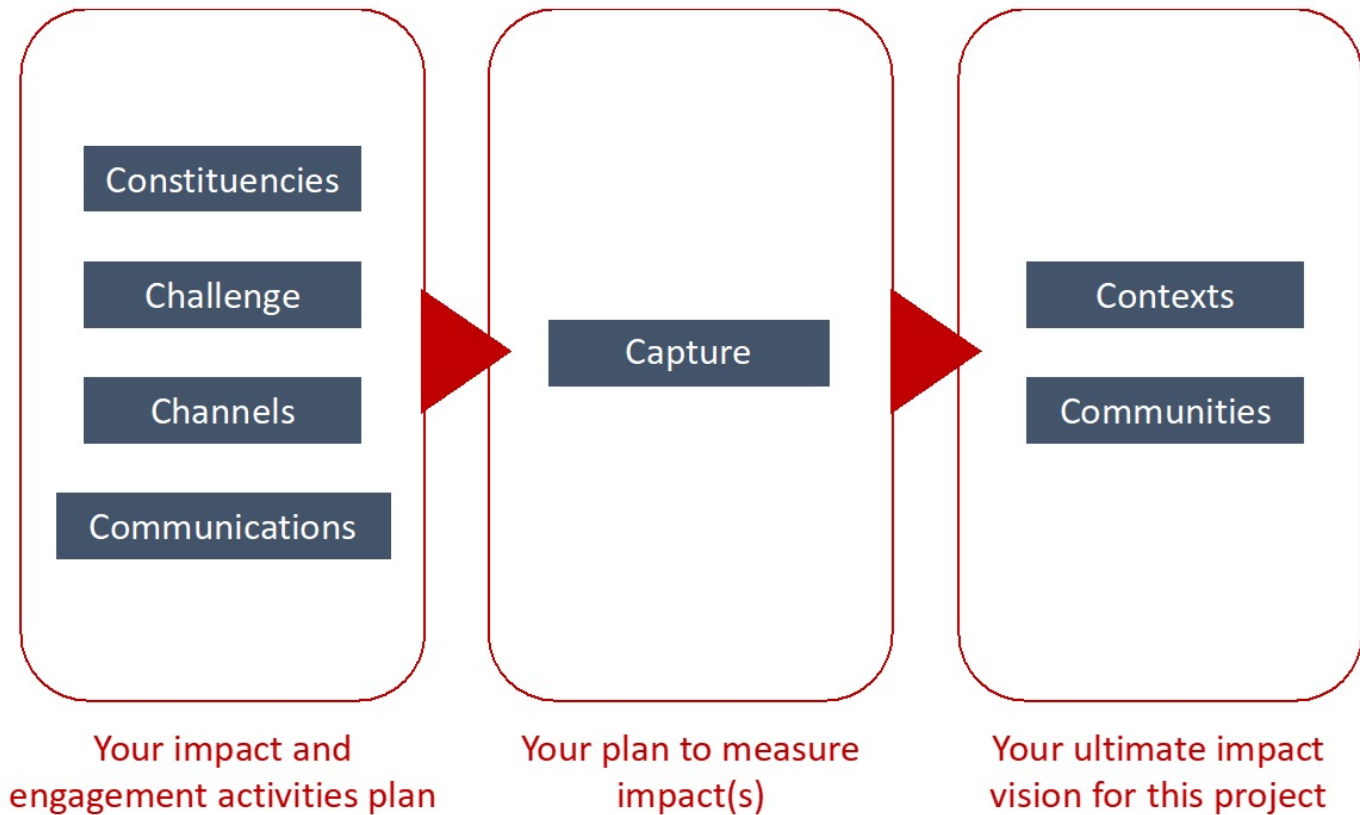 Constituencies
Challenge
Channels
Communications
Your impact and
engagement activities plan
Capture
Your plan to measure
impact(s)
Contexts
Communities
Your ultimate impact
vision for this project